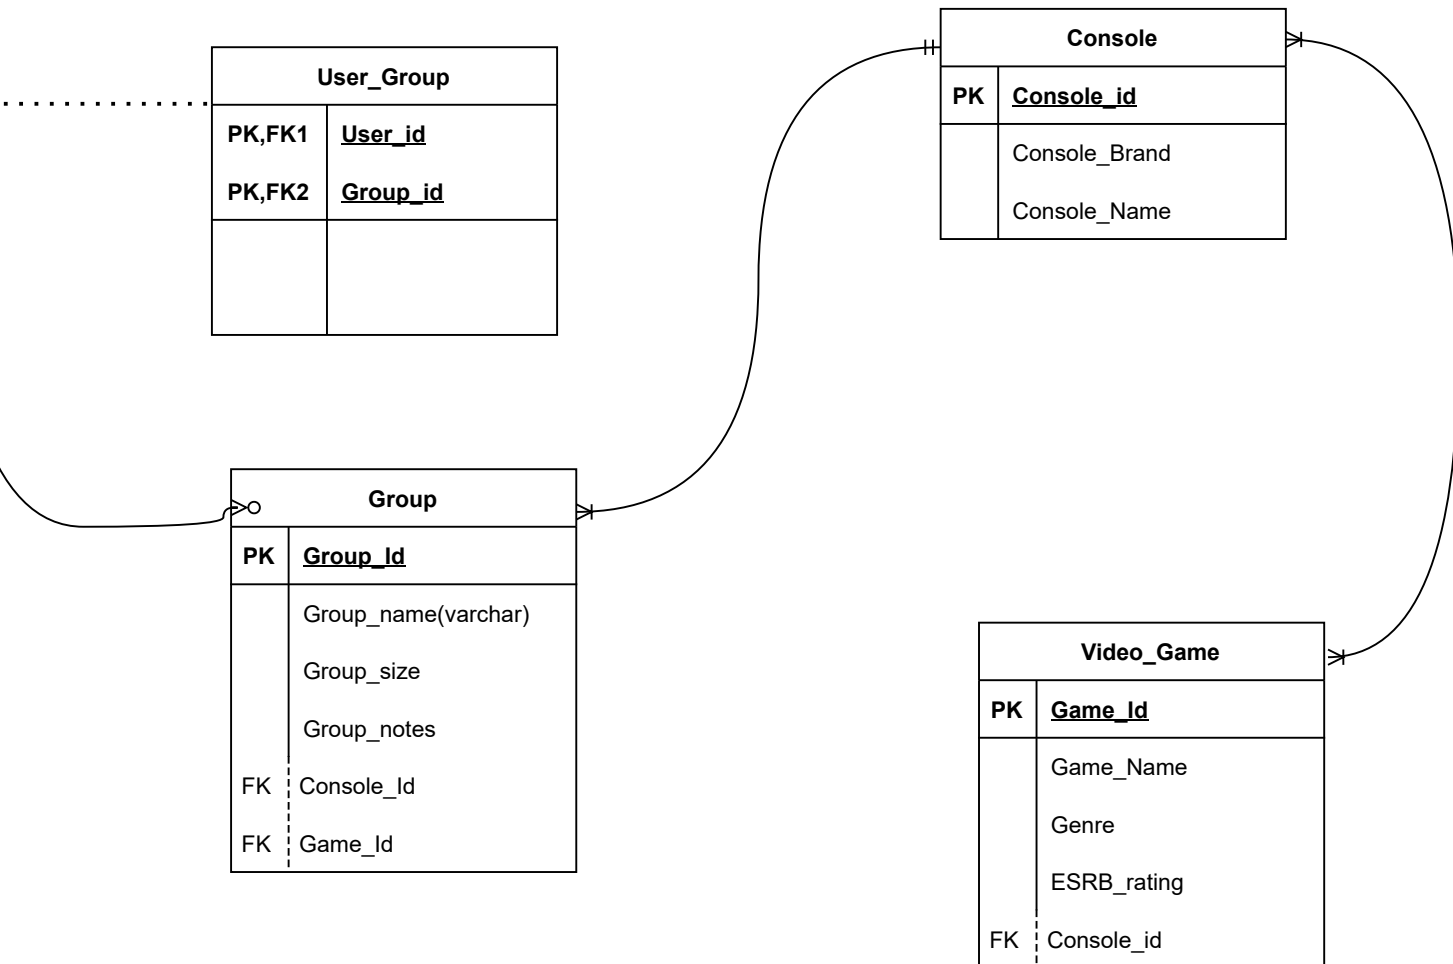 User_Group
PK,FK1 User_id
PK,FK2 Group_id
Console
PK Console_id
Console_Brand
Console_Name
Group
PK Group_Id
Group_name(varchar)
Group_size
Group_notes
FK Console_Id
FK Game_Id
Video_Game
PK Game_Id
Game_Name
Genre
ESRB_rating
FK Console_id